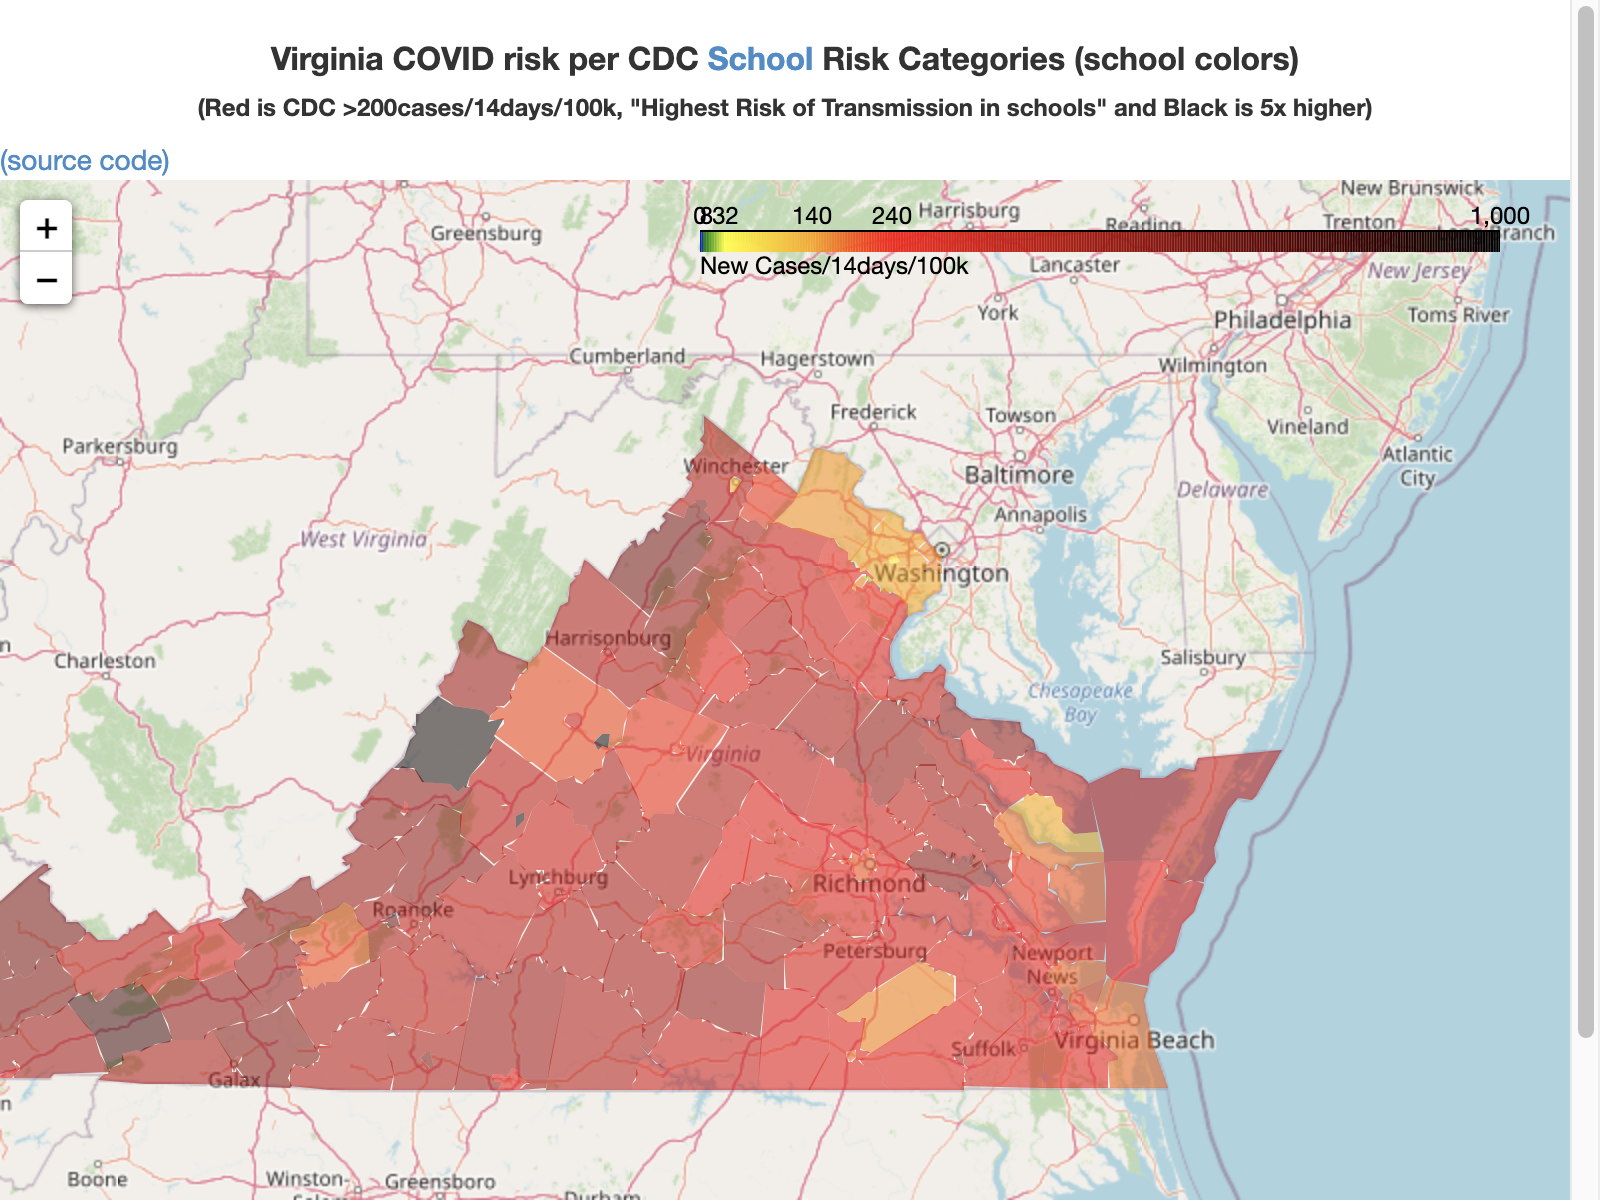 Virginia COVID risk per CDC School Risk Categories (school colors)
(Red is CDC >200cases/14days/100k, "Highest Risk of Transmission in schools" and Black is 5x higher)
(source code)
+
−
New Brunswick
0 8 32 140 240 1,000
Harrisburg
Reading
Trenton
Branch
Greensburg
New Cases/14days/100k
Lancaster
New Jersey
York
Philadelphia
Toms River
Cumberland
Hagerstown
Wilmington
Frederick
Towson
Vineland
Parkersburg
Winchester
Baltimore
Atlantic
City
Delaware
Annapolis
West Virginia
Washington
Harrisonburg
Charleston
Salisbury
Chesapeake
Bay
Virginia
Lynchburg
Richmond
Roanoke
Petersburg
Newport
News
Suffolk
Virginia Beach
Galax
n
n
Boone
Winston-
Greensboro
Durham